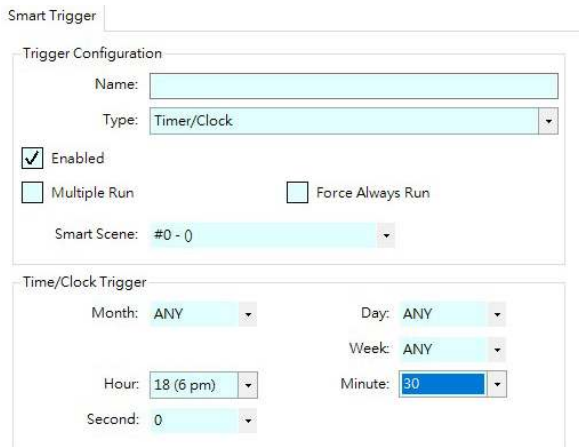 Smart Trigger
Trigger Configuration
Name:
Type: Timer/Clock
Enabled
Multiple Run Force Always Run
Smart Scene: #0 - ()
Time/Clock Trigger
Month: ANY Day: ANY
Week: ANY
Hour: 18 (6 pm) Minute: 30
Second: 0